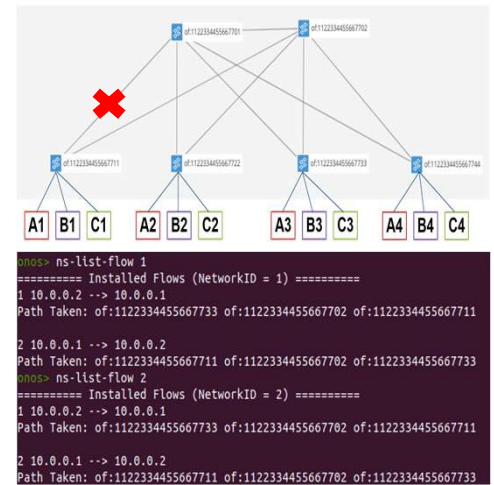 of:1122334455667701
of:1122334455667702
of:1122334455667711
of:1122334455667722
of:1122334455667733
of:1122334455667744
A1 B1 C1 A2 B2 C2 A3 B3 C3 A4 B4 C4
onos> ns-list-flow 1
========== Installed Flows (NetworkID = 1) ==========
1 10.0.0.2 --> 10.0.0.1
Path Taken: of:1122334455667733 of:1122334455667702 of:1122334455667711
2 10.0.0.1 --> 10.0.0.2
Path Taken: of:1122334455667711 of:1122334455667702 of:1122334455667733
onos> ns-list-flow 2
========== Installed Flows (NetworkID = 2) ==========
1 10.0.0.2 --> 10.0.0.1
Path Taken: of:1122334455667733 of:1122334455667702 of:1122334455667711
2 10.0.0.1 --> 10.0.0.2
Path Taken: of:1122334455667711 of:1122334455667702 of:1122334455667733